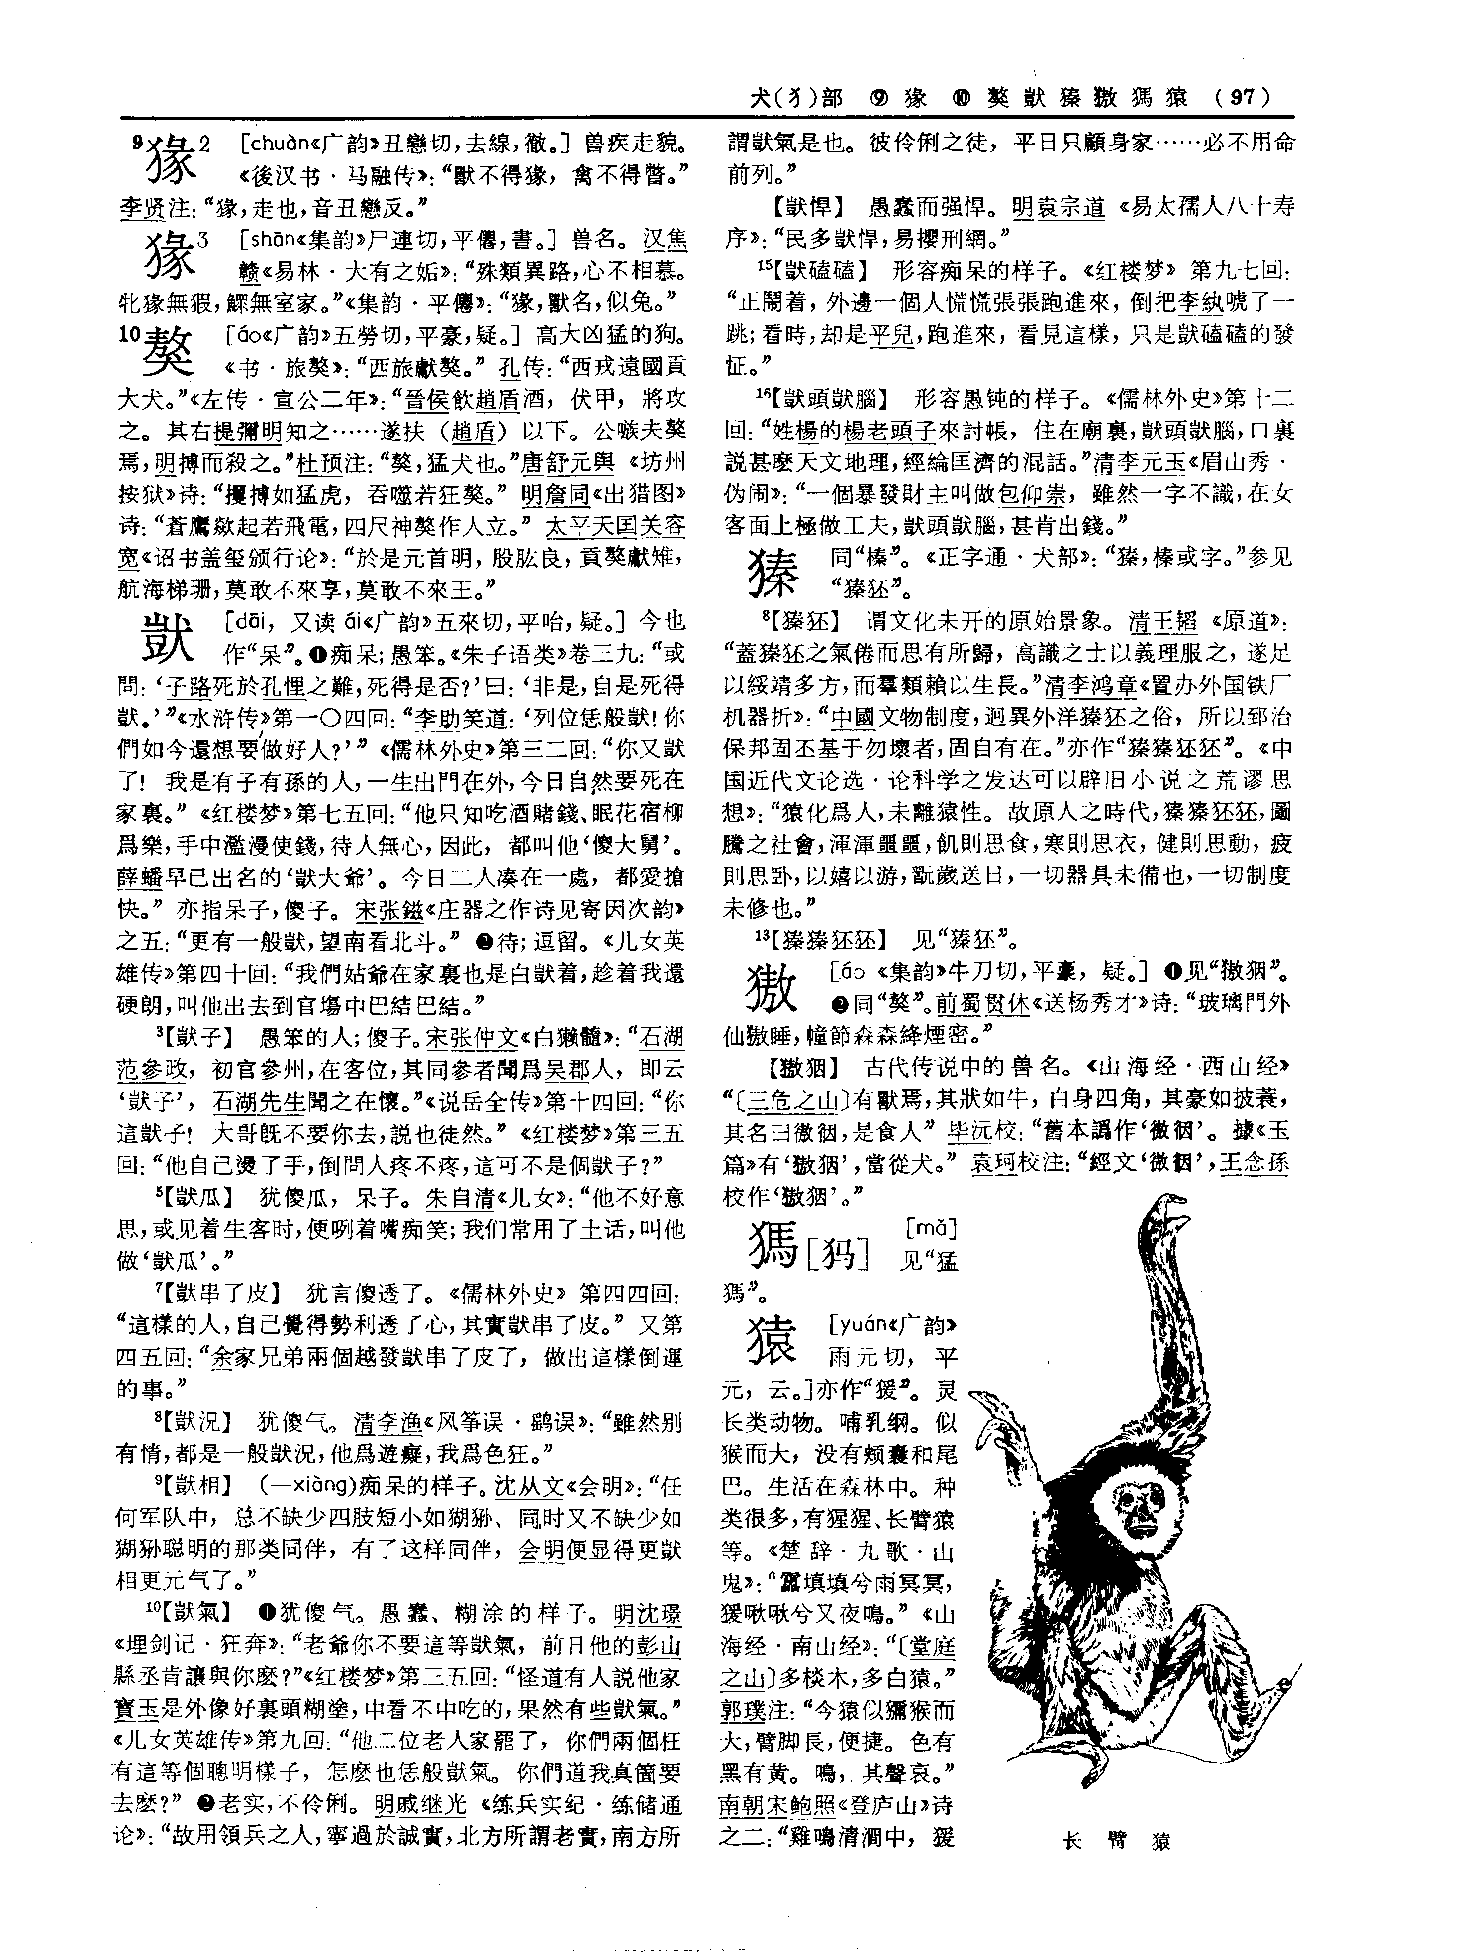 犬(犭)部 ⑨ 猭 ⑩ 獒 獃 獉 獓 獁 猿 (97)
9猭2 [chuàn《广韵》丑戀切,去線,徹。] 兽疾走貌。
《後汉书·马融传》:“獸不得猭,禽不得瞥。”
李贤注:“猭,走也,音丑戀反。”
猭3 [shān《集韵》尸連切,平僊,書。] 兽名。汉焦
赣《易林·大有之姤》:“殊類異路,心不相慕。
牝猭無猳,鰥無室家。”《集韵·平僊》:“猭,獸名,似兔。”
10獒 [áo《广韵》五勞切,平豪,疑。] 高大凶猛的狗。
《书·旅獒》:“西旅獻獒。”孔传:“西戎遠國貢
大犬。”《左传·宣公二年》:“晉侯飲趙盾酒,伏甲,將攻
之。其右提彌明知之……遂扶(趙盾)以下。公嗾夫獒
焉,明搏而殺之。”杜预注:“獒,猛犬也。”唐舒元舆《坊州
按狱》诗:“攫搏如猛虎,吞噬若狂獒。”明詹同《出猎图》
诗:“蒼鷹欻起若飛電,四尺神獒作人立。”太平天囯关容
宽《诏书盖玺颁行论》:“於是元首明,股肱良,貢獒獻雉,
航海梯珊,莫敢不來享,莫敢不來王。”
獃 [dāi,又读 ái《广韵》五來切,平咍,疑。] 今也
作“呆”。❶痴呆;愚笨。《朱子语类》卷三九:“或
問:‘子路死於孔悝之難,死得是否?’曰:‘非是,自是死得
獃。’”《水浒传》第一〇四回:“李助笑道:‘列位恁般獃!你
們如今還想要做好人?’”《儒林外史》第三二回:“你又獃
了!我是有子有孫的人,一生出門在外,今日自然要死在
家裏。”《红楼梦》第七五回:“他只知吃酒賭錢、眠花宿柳
爲樂,手中濫漫使錢,待人無心,因此,都叫他‘傻大舅’。
薛蟠早已出名的‘獃大爺’。今日二人凑在一處,都愛搶
快。”亦指呆子,傻子。宋张鎡《庄器之作诗见寄因次韵》
之五:“更有一般獃,望南看北斗。”❷待;逗留。《儿女英
雄传》第四十回:“我們姑爺在家裏也是白獃着,趁着我還
硬朗,叫他出去到官塲中巴結巴結。”
3【獃子】 愚笨的人;傻子。宋张仲文《白獭髓》:“石湖
范參政,初官參州,在客位,其同參者聞爲吴郡人,即云
‘獃子’,石湖先生聞之在懷。”《说岳全传》第十四回:“你
這獃子!大哥既不要你去,説也徒然。”《红楼梦》第三五
回:“他自己燙了手,倒問人疼不疼,這可不是個獃子?”
5【獃瓜】 犹傻瓜,呆子。朱自清《儿女》:“他不好意
思,或见着生客时,便咧着嘴痴笑;我们常用了土话,叫他
做‘獃瓜’。”
7【獃串了皮】 犹言傻透了。《儒林外史》第四四回:
“這樣的人,自己覺得勢利透了心,其實獃串了皮。”又第
四五回:“余家兄弟兩個越發獃串了皮了,做出這樣倒運
的事。”
8【獃況】 犹傻气。清李渔《风筝误·鹞误》:“雖然别
有情,都是一般獃況,他爲遊癡,我爲色狂。”
9【獃相】 (—xiàng)痴呆的样子。沈从文《会明》:“任
何军队中,总不缺少四肢短小如猢狲、同时又不缺少如
猢狲聪明的那类同伴,有了这样同伴,会明便显得更獃
相更元气了。”
10【獃氣】 ❶犹傻气。愚蠢、糊涂的样子。明沈璟
《埋剑记·狂奔》:“老爺你不要這等獃氣,前日他的彭山
縣丞肯讓與你麽?”《红楼梦》第三五回:“怪道有人説他家
寳玉是外像好裏頭糊塗,中看不中吃的,果然有些獃氣。”
《儿女英雄传》第九回:“他二位老人家罷了,你們兩個枉
有這等個聰明樣子,怎麽也恁般獃氣。你們道我真箇要
去麽?”❷老实,不伶俐。明戚继光《练兵实纪·练储通
论》:“故用領兵之人,寧過於誠實,北方所謂老實,南方所
謂獃氣是也。彼伶俐之徒,平日只顧身家……必不用命
前列。”
【獃悍】 愚蠢而强悍。明袁宗道《易太孺人八十寿
序》:“民多獃悍,易攖刑網。”
15【獃磕磕】 形容痴呆的样子。《红楼梦》第九七回:
“正鬧着,外邊一個人慌慌張張跑進來,倒把李紈唬了一
跳;看時,却是平兒,跑進來,看見這樣,只是獃磕磕的發
怔。”
16【獃頭獃腦】 形容愚钝的样子。《儒林外史》第十二
回:“姓楊的楊老頭子來討帳,住在廟裏,獃頭獃腦,口裏
説甚麽天文地理,經綸匡濟的混話。”清李元玉《眉山秀·
伪闹》:“一個暴發財主叫做包仰崇,雖然一字不識,在女
客面上極做工夫,獃頭獃腦,甚肯出錢。”
獉 同“榛”。《正字通·犬部》:“獉,榛或字。”参见
“獉狉”。
8【獉狉】 谓文化未开的原始景象。清王韬《原道》:
“蓋獉狉之氣倦而思有所歸,高識之士以義理服之,遂足
以綏靖多方,而羣類賴以生長。”清李鸿章《置办外国铁厂
机器折》:“中國文物制度,迥異外洋獉狉之俗,所以郅治
保邦固丕基于勿壞者,固自有在。”亦作“獉獉狉狉”。《中
国近代文论选·论科学之发达可以辟旧小说之荒谬思
想》:“猿化爲人,未離猿性。故原人之時代,獉獉狉狉,圖
騰之社會,渾渾噩噩,飢則思食,寒則思衣,健則思動,疲
則思卧,以嬉以游,翫歲送日,一切器具未備也,一切制度
未修也。”
13【獉獉狉狉】 见“獉狉”。
獓 [áo《集韵》牛刀切,平豪,疑。] ❶见“獓𤝱”。
❷同“獒”。前蜀贯休《送杨秀才》诗:“玻璃門外
仙獓睡,幢節森森絳煙密。”
【獓𤝱】 古代传说中的兽名。《山海经·西山经》
“〔三危之山〕有獸焉,其狀如牛,白身四角,其豪如披蓑,
其名曰傲𢓨,是食人”毕沅校:“舊本譌作‘傲𢓨’。據《玉
篇》有‘獓𤝱’,當從犬。”袁珂校注:“經文‘傲𢓨’,王念孫
校作‘獓𤝱’。”
獁[犸] [mǎ]
见“猛
獁”。
猿 [yuán《广韵》
雨元切,平
元,云。]亦作“猨”。灵
长类动物。哺乳纲。似
猴而大,没有颊囊和尾
巴。生活在森林中。种
类很多,有猩猩、长臂猿
等。《楚辞·九歌·山
鬼》:“靁填填兮雨冥冥,
猨啾啾兮又夜鳴。”《山
海经·南山经》:“〔堂庭
之山〕多棪木,多白猿。”
郭璞注:“今猿似獼猴而
大,臂脚長,便捷。色有
黑有黄。鳴,其聲哀。”
南朝宋鲍照《登庐山》诗
之二:“雞鳴清澗中,猨
长 臂 猿